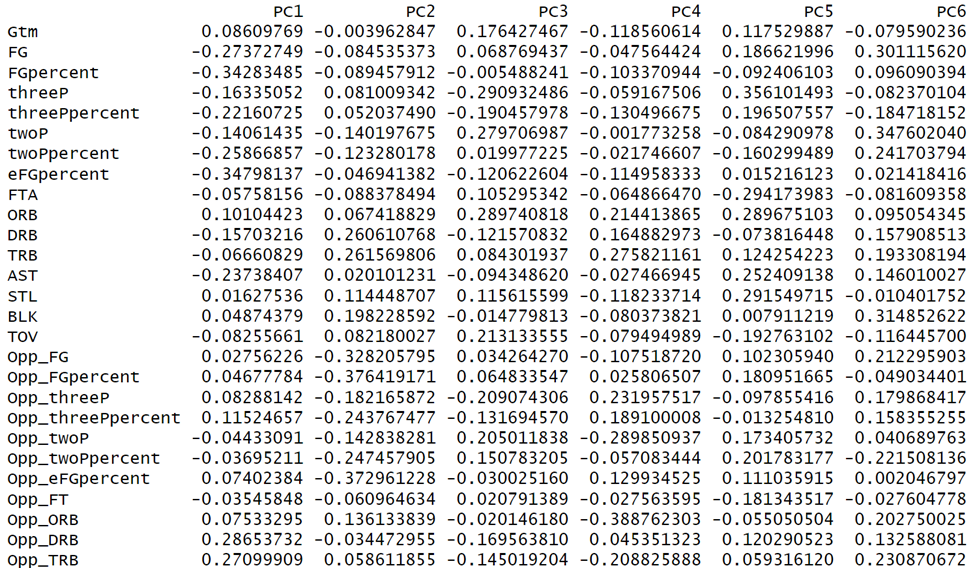 PC1 PC2 PC3 PC4 PC5 PC6
Gtm 0.08609769 -0.003962847 0.176427467 -0.118560614 0.117529887 -0.079590236
FG -0.27372749 -0.084535373 0.068769437 -0.047564424 0.186621996 0.301115620
FGpercent -0.34283485 -0.089457912 -0.005488241 -0.103370944 -0.092406103 0.096090394
threeP -0.16335052 0.081009342 -0.290932486 -0.059167506 0.356101493 -0.082370104
threePpercent -0.22160725 0.052037490 -0.190457978 -0.130496675 0.196507557 -0.184718152
twoP -0.14061435 -0.140197675 0.279706987 -0.001773258 -0.084290978 0.347602040
twoPpercent -0.25866857 -0.123280178 0.019977225 -0.021746607 -0.160299489 0.241703794
eFGpercent -0.34798137 -0.046941382 -0.120622604 -0.114958333 0.015216123 0.021418416
FTA -0.05758156 -0.088378494 0.105295342 -0.064866470 -0.294173983 -0.081609358
ORB 0.10104423 0.067418829 0.289740818 0.214413865 0.289675103 0.095054345
DRB -0.15703216 0.260610768 -0.121570832 0.164882973 -0.073816448 0.157908513
TRB -0.06660829 0.261569806 0.084301937 0.275821161 0.124254223 0.193308194
AST -0.23738407 0.020101231 -0.094348620 -0.027466945 0.252409138 0.146010027
STL 0.01627536 0.114448707 0.115615599 -0.118233714 0.291549715 -0.010401752
BLK 0.04874379 0.198228592 -0.014779813 -0.080373821 0.007911219 0.314852622
TOV -0.08255661 0.082180027 0.213133555 -0.079494989 -0.192763102 -0.116445700
Opp_FG 0.02756226 -0.328205795 0.034264270 -0.107518720 0.102305940 0.212295903
Opp_FGpercent 0.04677784 -0.376419171 0.064833547 0.025806507 0.180951665 -0.049034401
Opp_threeP 0.08288142 -0.182165872 -0.209074306 0.231957517 -0.097855416 0.179868417
Opp_threePpercent 0.11524657 -0.243767477 -0.131694570 0.189100008 -0.013254810 0.158355255
Opp_twoP -0.04433091 -0.142838281 0.205011838 -0.289850937 0.173405732 0.040689763
Opp_twoPpercent -0.03695211 -0.247457905 0.150783205 -0.057083444 0.201783177 -0.221508136
Opp_eFGpercent 0.07402384 -0.372961228 -0.030025160 0.129934525 0.111035915 0.002046797
Opp_FT -0.03545848 -0.060964634 0.020791389 -0.027563595 -0.181343517 -0.027604778
Opp_ORB 0.07533295 0.136133839 -0.020146180 -0.388762303 -0.055050504 0.202750025
Opp_DRB 0.28653732 -0.034472955 -0.169563810 0.045351323 0.120290523 0.132588081
Opp_TRB 0.27099909 0.058611855 -0.145019204 -0.208825888 0.059316120 0.230870672